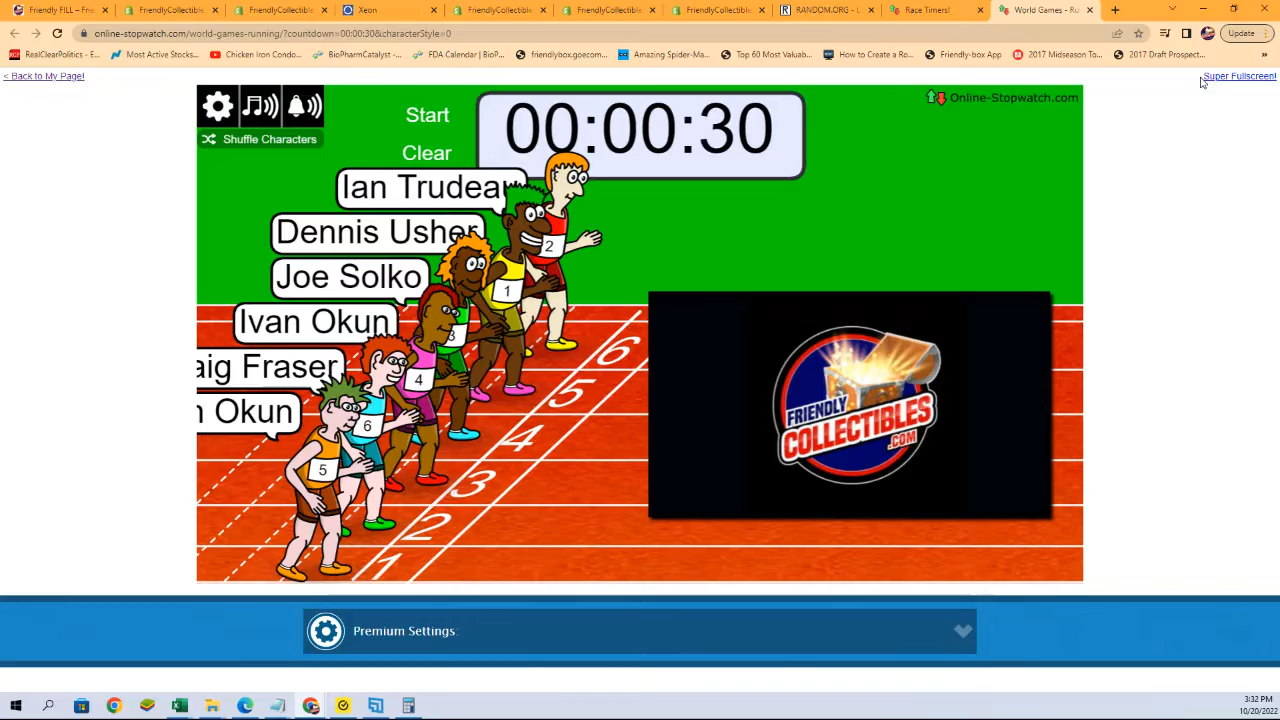 Friendly FILL – Frie
FriendlyCollectibles
FriendlyCharacters
Xeon
FriendlyCollectible
FriendlyCollectible
FriendlyCollectible
RANDOM.ORG - L
Race Timers!
World Games - Ru
Update
online-stopwatch.com/world-games-running/?countdown=00:00:30&characterStyle=0
RealClearPolitics - E...
Most Active Stocks...
Chicken Iron Condo...
BioPharmCatalyst -...
FDA Calendar | BioP...
friendlybox.goecom...
Amazing Spider-Ma...
Top 60 Most Valuab...
How to Create a Ro...
Friendly-box App
2017 Midseason To...
2019 Draft Prospect...
< Back to My Page!
Super Fullscreen!
Start
00:00:30
Online-Stopwatch.com
Shuffle Characters
Clear
Ian Trudeau
Dennis Usher
Joe Solko
Ivan Okun
aig Fraser
n Okun
2
1
3
4
6
5
6
5
4
3
2
1
FRIENDLY
COLLECTIBLES
.COM
Premium Settings:
3:32 PM
10/20/2022